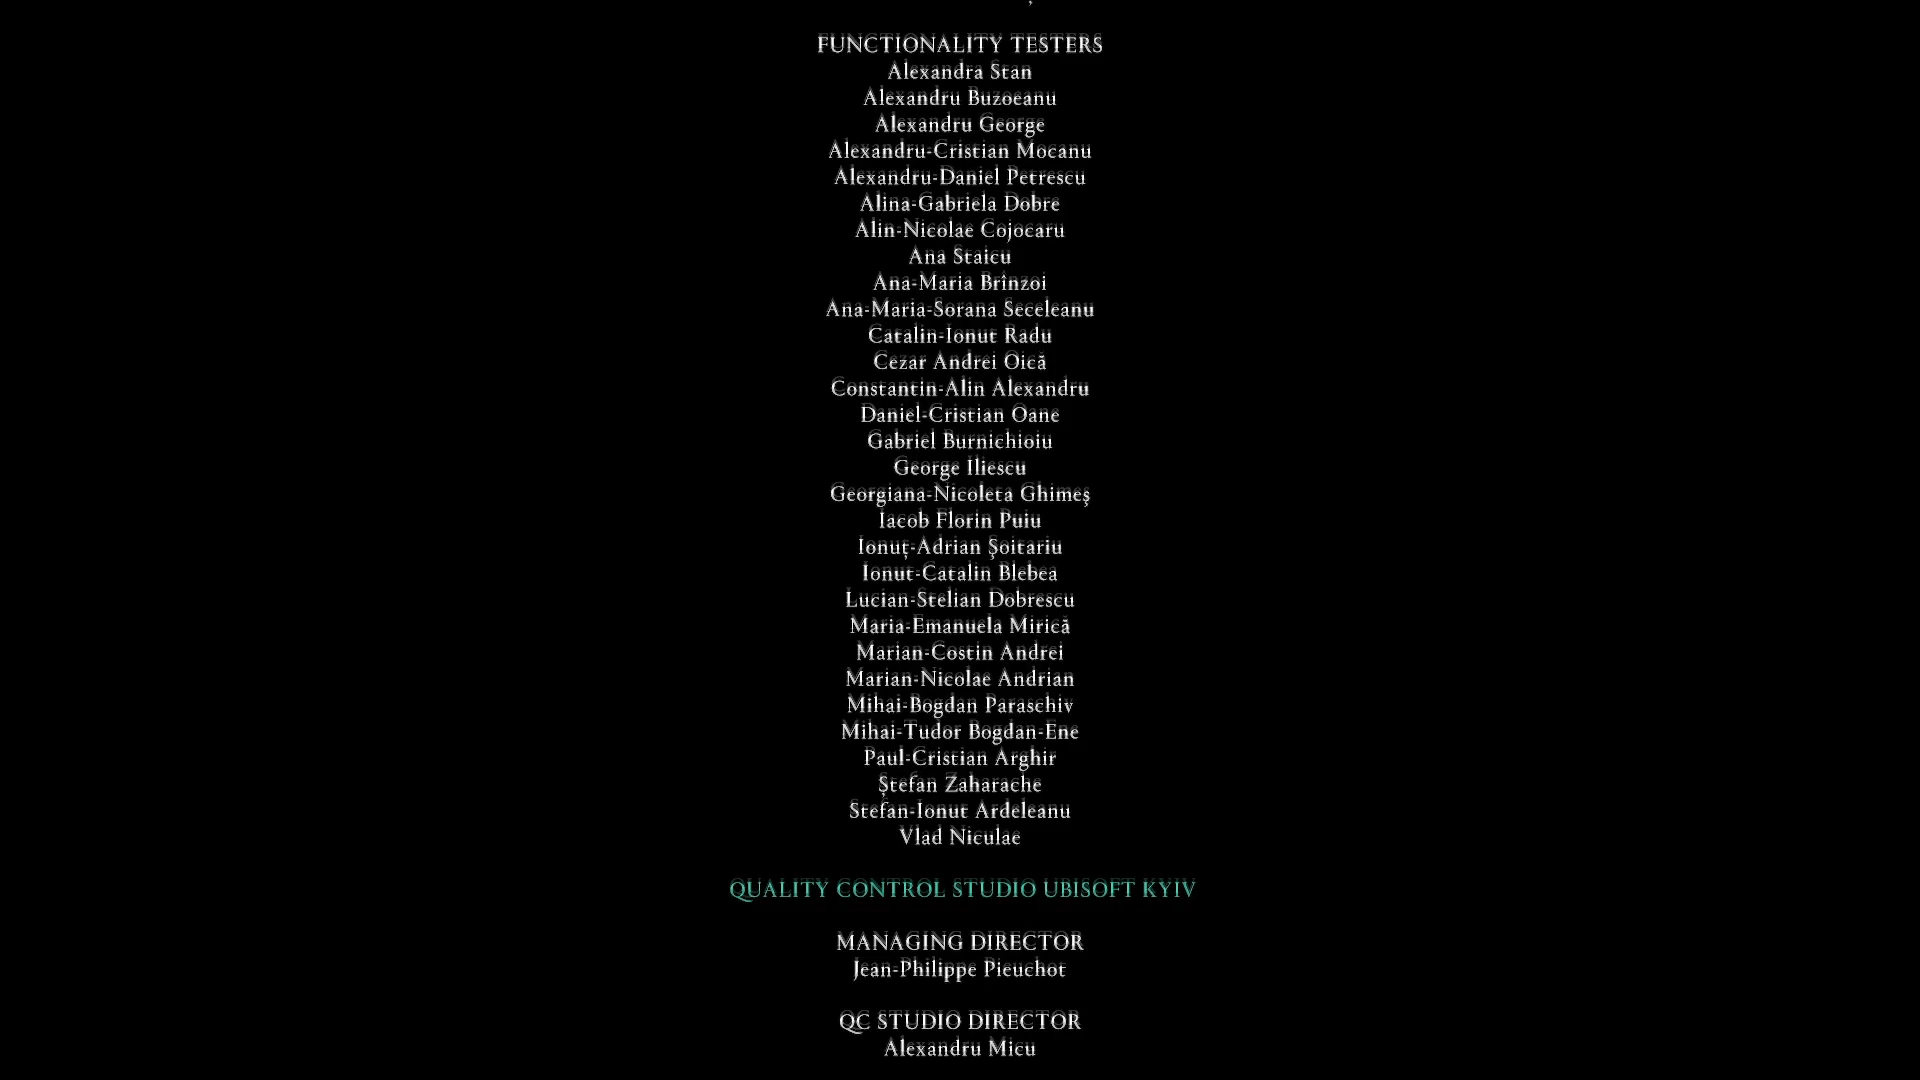 FUNCTIONALITY TESTERS
Alexandra Stan
Alexandru Buzoeanu
Alexandru George
Alexandru-Cristian Mocanu
Alexandru-Daniel Petrescu
Alina-Gabriela Dobre
Alin-Nicolae Cojocaru
Ana Staicu
Ana-Maria Brînzoi
Ana-Maria-Sorana Seceleanu
Catalin-Ionut Radu
Cezar Andrei Oică
Constantin-Alin Alexandru
Daniel-Cristian Oane
Gabriel Burnichioiu
George Iliescu
Georgiana-Nicoleta Ghimeş
Iacob Florin Puiu
Ionuț-Adrian Şoitariu
Ionut-Catalin Blebea
Lucian-Stelian Dobrescu
Maria-Emanuela Mirică
Marian-Costin Andrei
Marian-Nicolae Andrian
Mihai-Bogdan Paraschiv
Mihai-Tudor Bogdan-Ene
Paul-Cristian Arghir
Ștefan Zaharache
Stefan-Ionut Ardeleanu
Vlad Niculae
QUALITY CONTROL STUDIO UBISOFT KYIV
MANAGING DIRECTOR
Jean-Philippe Pieuchot
QC STUDIO DIRECTOR
Alexandru Micu